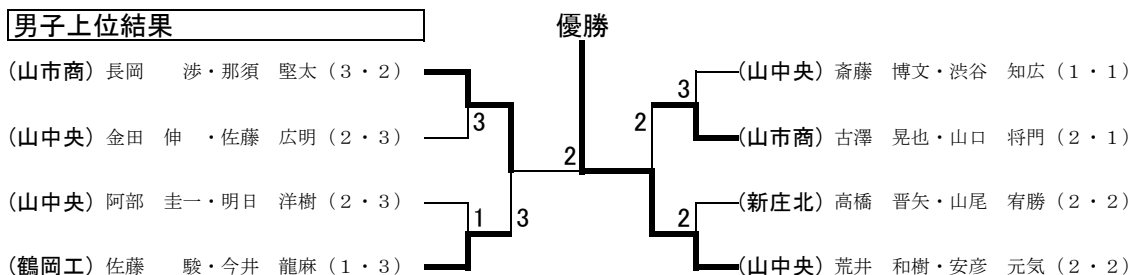 男子上位結果
優勝
(山市商) 長岡 渉・那須 堅太 (3・2)
(山中央) 金田 伸 ・佐藤 広明 (2・3)
(山中央) 阿部 圭一・明日 洋樹 (2・3)
(鶴岡工) 佐藤 駿・今井 龍麻 (1・3)
3
1
3
2
2
3
2
(山中央) 斎藤 博文・渋谷 知広 (1・1)
(山市商) 古澤 晃也・山口 将門 (2・1)
(新庄北) 高橋 晋矢・山尾 宥勝 (2・2)
(山中央) 荒井 和樹・安彦 元気 (2・2)